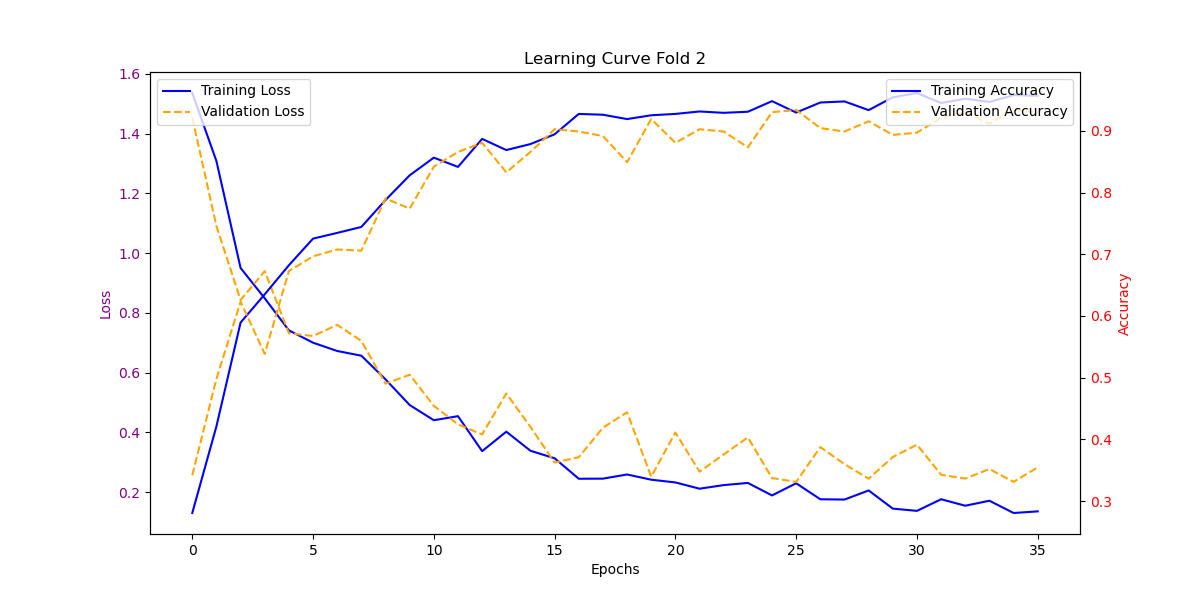 Learning Curve Fold 2
Training Loss
Validation Loss
Training Accuracy
Validation Accuracy
Loss
1.6
1.4
1.2
1.0
0.8
0.6
0.4
0.2
Accuracy
0.9
0.8
0.7
0.6
0.5
0.4
0.3
0 5 10 15 20 25 30 35
Epochs